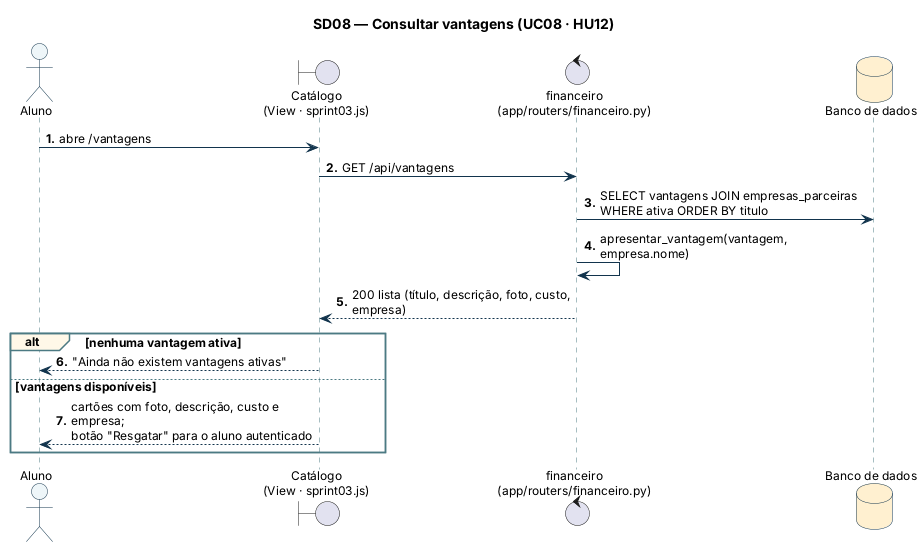 SD08 — Consultar vantagens (UC08 · HU12)
Aluno
Catálogo
(View · sprint03.js)
financeiro
(app/routers/financeiro.py)
Banco de dados
1. abre /vantagens
2. GET /api/vantagens
3. SELECT vantagens JOIN empresas_parceiras
WHERE ativa ORDER BY titulo
4. apresentar_vantagem(vantagem,
empresa.nome)
5. 200 lista (título, descrição, foto, custo,
empresa)
alt [nenhuma vantagem ativa]
6. "Ainda não existem vantagens ativas"
[vantagens disponíveis]
7. cartões com foto, descrição, custo e
empresa;
botão "Resgatar" para o aluno autenticado
Aluno
Catálogo
(View · sprint03.js)
financeiro
(app/routers/financeiro.py)
Banco de dados